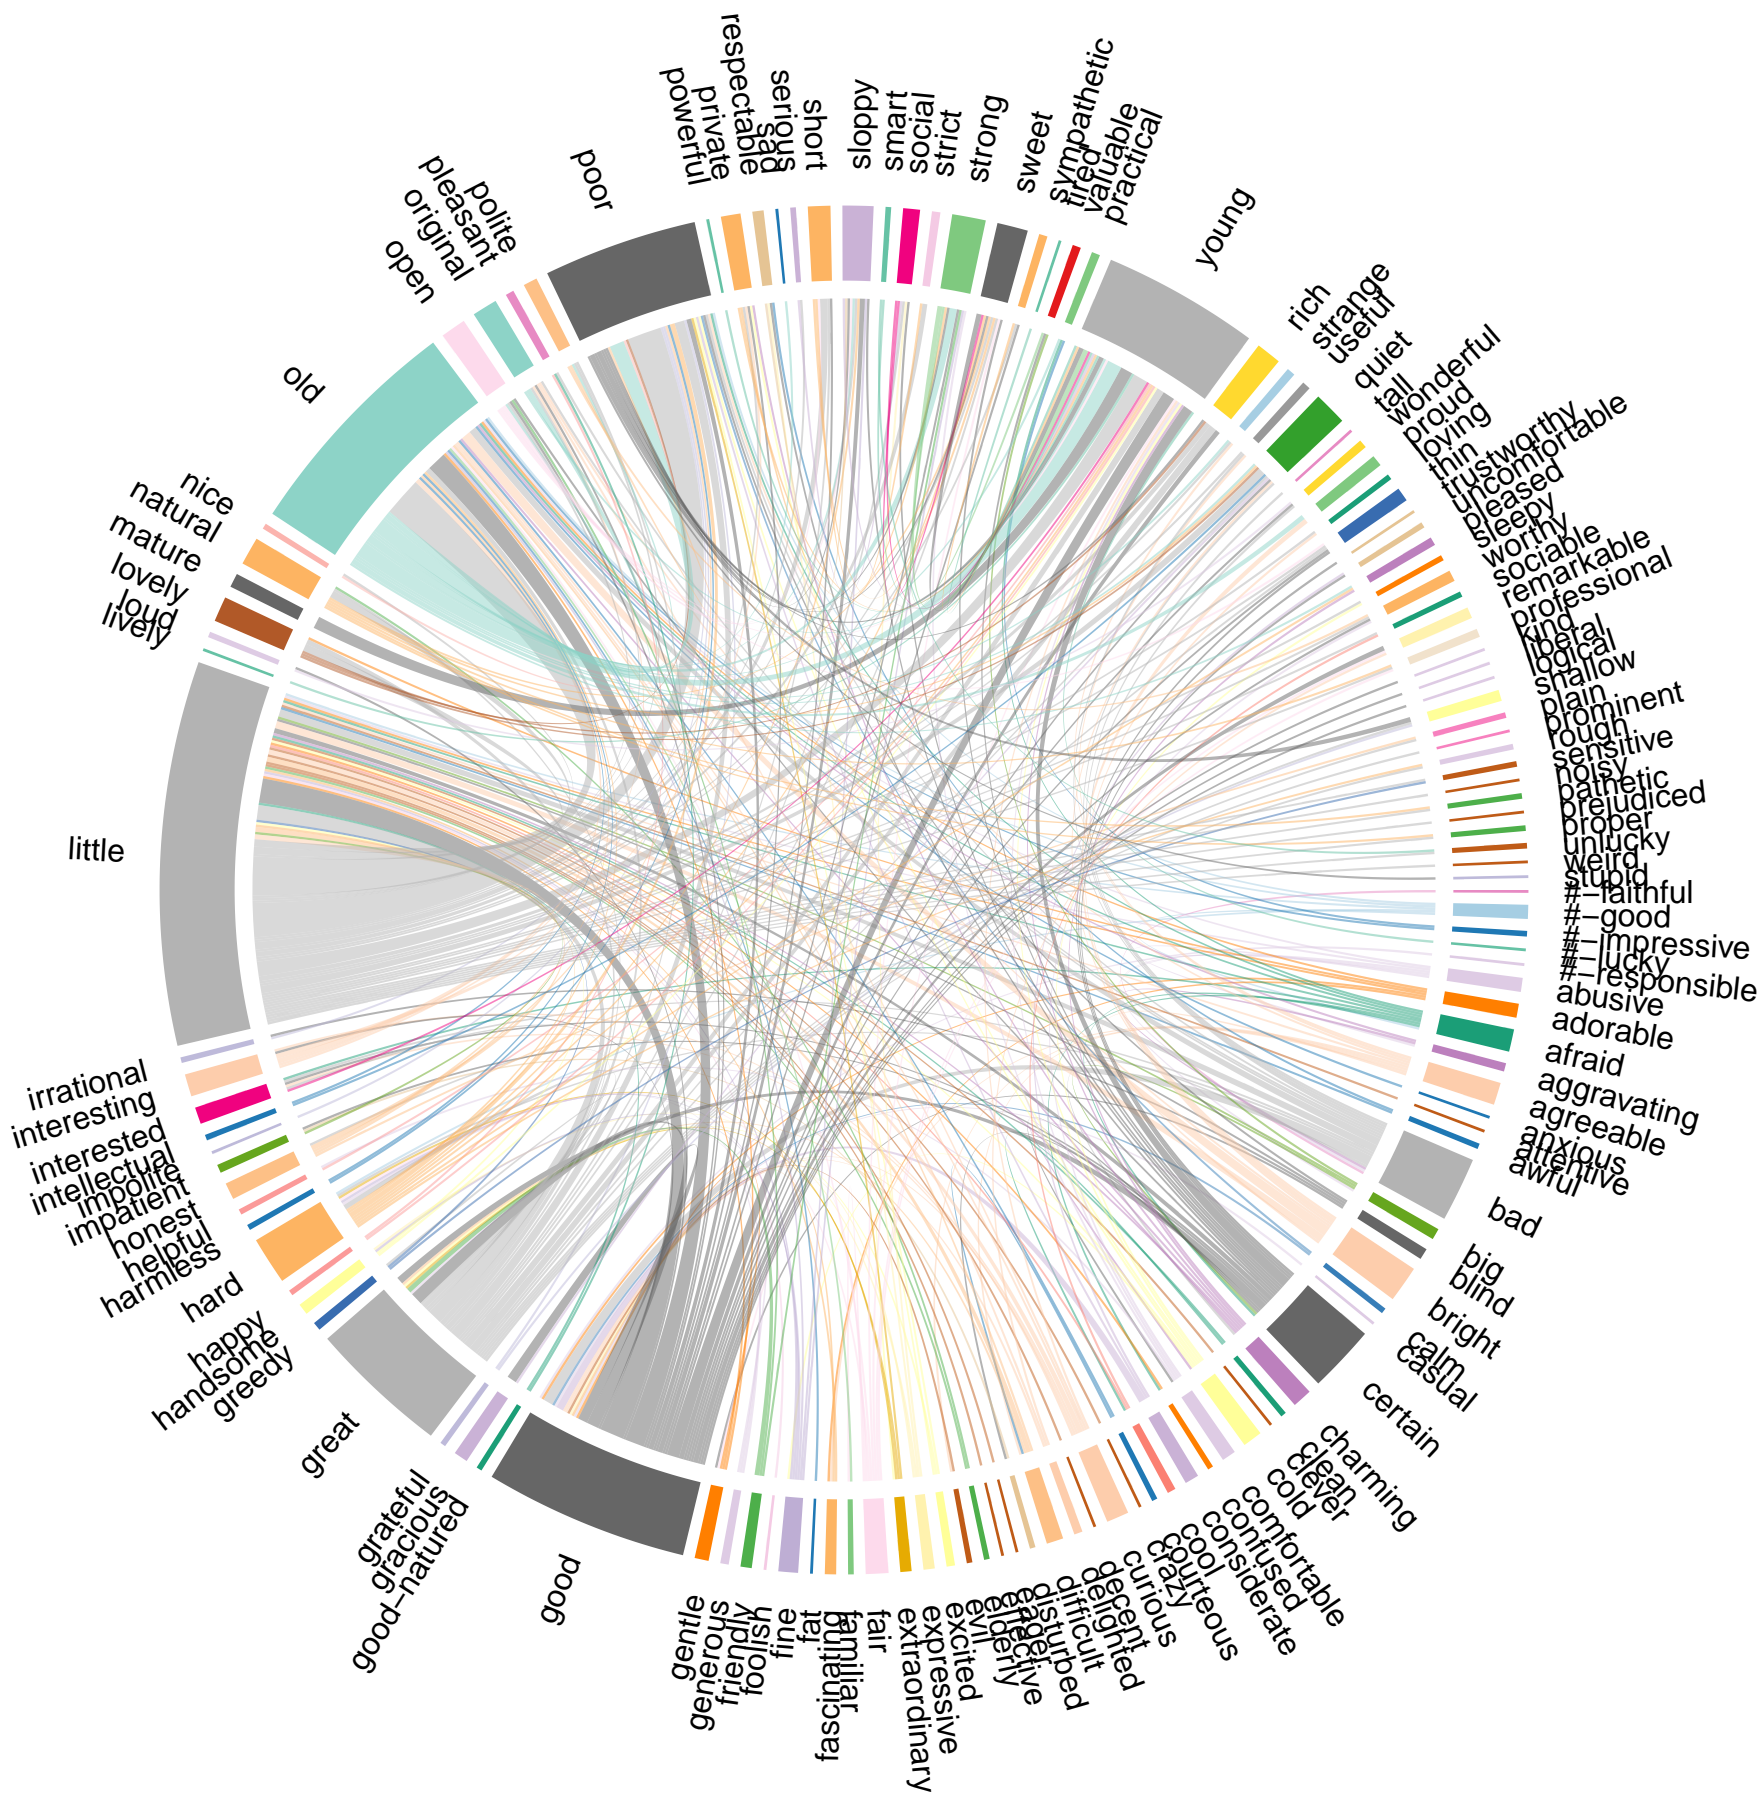 respectable
powerful
private
sad
serious
short
sloppy
smart
social
strict
strong
sweet
sympathetic
tired
valuable
practical
young
rich
strange
useful
quiet
tall
wonderful
proud
loving
thin
trustworthy
uncomfortable
pleased
sleepy
worthy
sociable
remarkable
professional
kind
liberal
logical
shallow
plain
prominent
rough
sensitive
noisy
pathetic
prejudiced
proper
unlucky
weird
stupid
#−faithful
#−good
#−impressive
#−lucky
#−responsible
abusive
adorable
afraid
aggravating
agreeable
anxious
attentive
awful
bad
big
blind
bright
calm
casual
certain
charming
clean
clever
cold
comfortable
confused
considerate
cool
courteous
crazy
curious
decent
delighted
difficult
disturbed
eager
effective
elderly
evil
excited
expressive
extraordinary
fair
familiar
fascinating
fat
fine
foolish
friendly
generous
gentle
good
good−natured
gracious
grateful
great
greedy
handsome
happy
hard
harmless
helpful
honest
impatient
impolite
intellectual
interested
interesting
irrational
little
lively
loud
lovely
mature
natural
nice
old
open
original
pleasant
polite
poor